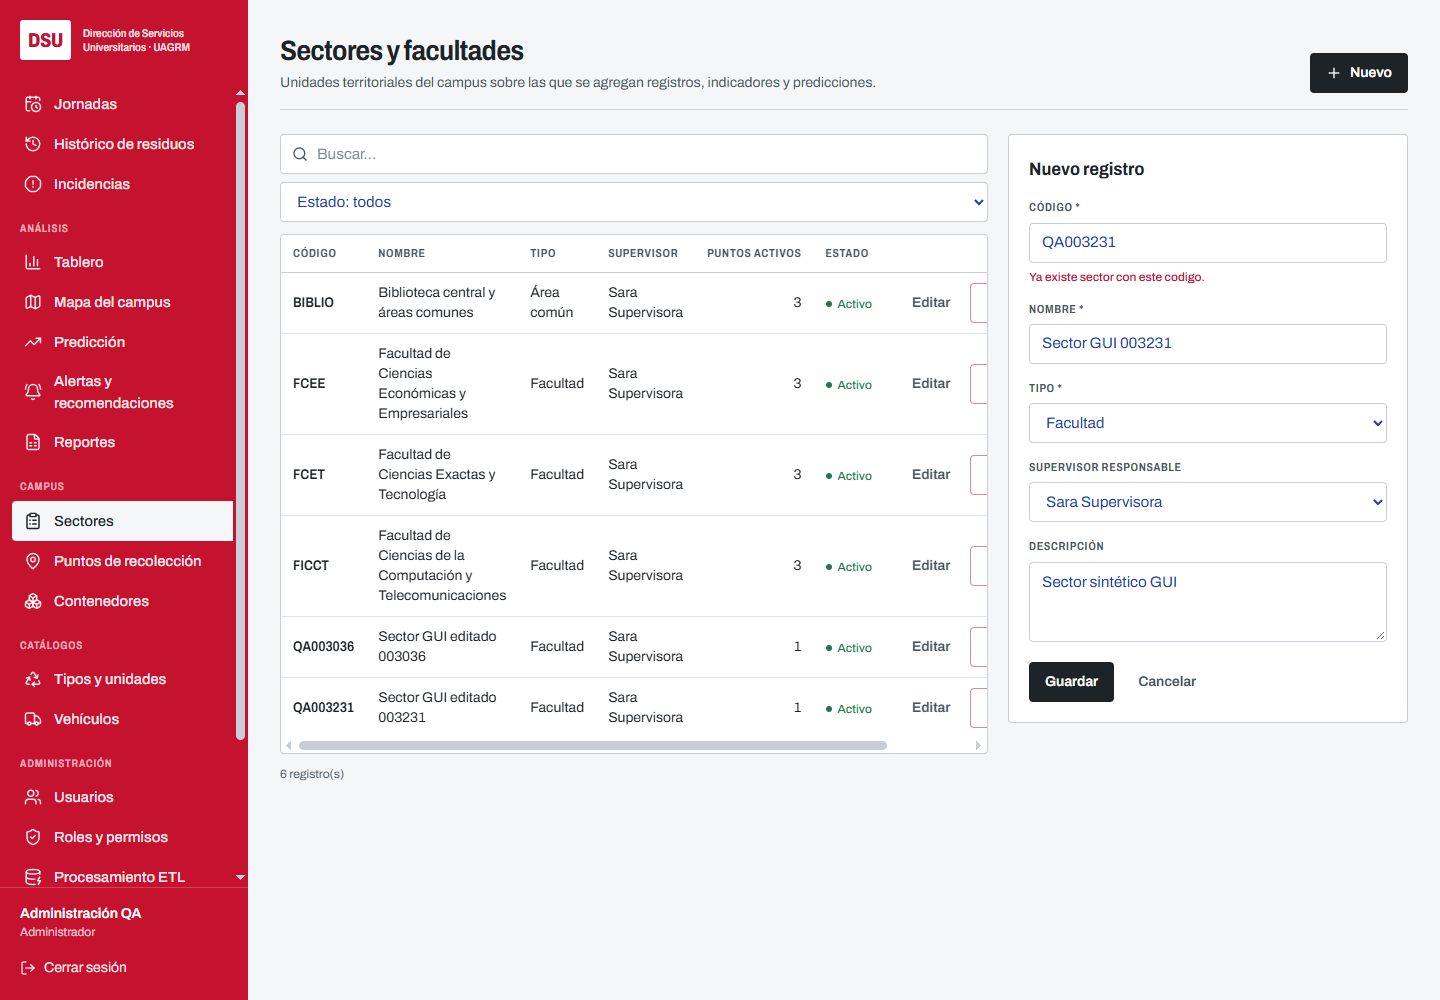 DSU
Dirección de Servicios
Universitarios · UAGRM
Jornadas
Histórico de residuos
Incidencias
ANÁLISIS
Tablero
Mapa del campus
Predicción
Alertas y
recomendaciones
Reportes
CAMPUS
Sectores
Puntos de recolección
Contenedores
CATÁLOGOS
Tipos y unidades
Vehículos
ADMINISTRACIÓN
Usuarios
Roles y permisos
Procesamiento ETL
Administración QA
Administrador
Cerrar sesión
Sectores y facultades
Unidades territoriales del campus sobre las que se agregan registros, indicadores y predicciones.
Nuevo
Buscar...
Estado: todos
CÓDIGO NOMBRE TIPO SUPERVISOR PUNTOS ACTIVOS ESTADO
BIBLIO Biblioteca central y áreas comunes Área común Sara Supervisora 3 Activo Editar
FCEE Facultad de Ciencias Económicas y Empresariales Facultad Sara Supervisora 3 Activo Editar
FCET Facultad de Ciencias Exactas y Tecnología Facultad Sara Supervisora 3 Activo Editar
FICCT Facultad de Ciencias de la Computación y Telecomunicaciones Facultad Sara Supervisora 3 Activo Editar
QA003036 Sector GUI editado 003036 Facultad Sara Supervisora 1 Activo Editar
QA003231 Sector GUI editado 003231 Facultad Sara Supervisora 1 Activo Editar
6 registro(s)
Nuevo registro
CÓDIGO *
QA003231
Ya existe sector con este codigo.
NOMBRE *
Sector GUI 003231
TIPO *
Facultad
SUPERVISOR RESPONSABLE
Sara Supervisora
DESCRIPCIÓN
Sector sintético GUI
Guardar
Cancelar